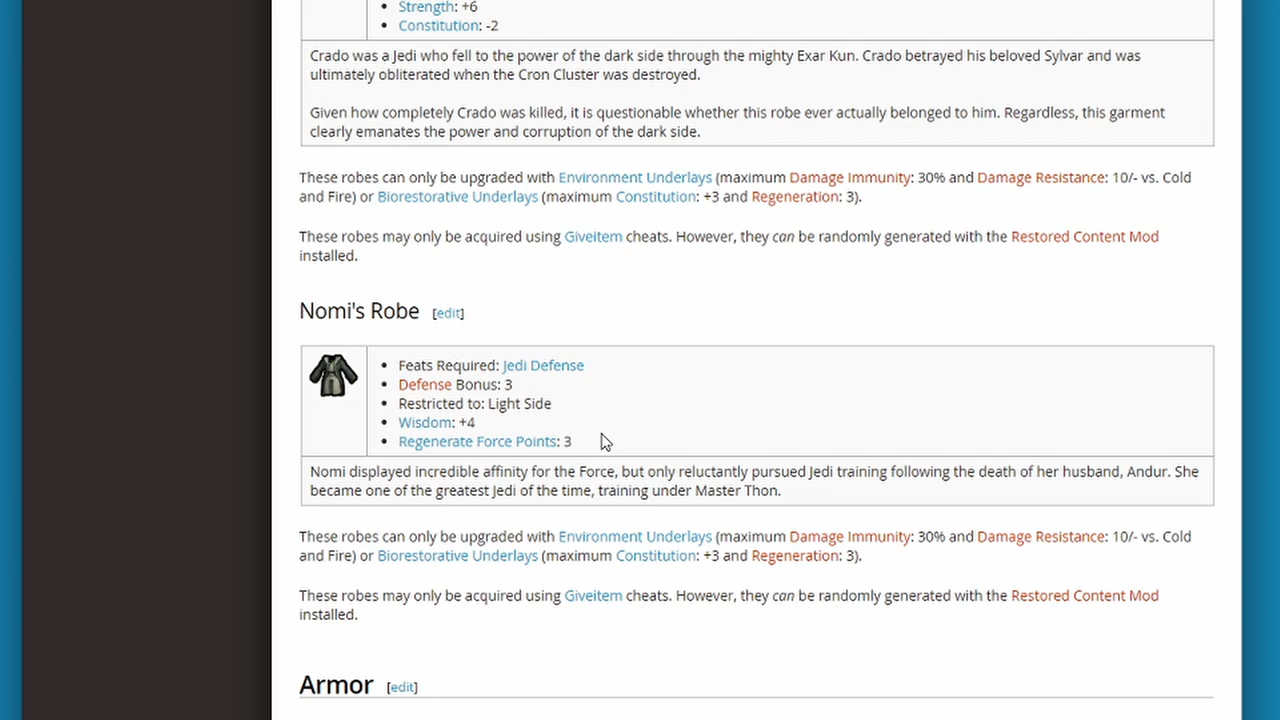 Strength: +6
Constitution: -2
Crado was a Jedi who fell to the power of the dark side through the mighty Exar Kun. Crado betrayed his beloved Sylvar and was
ultimately obliterated when the Cron Cluster was destroyed.
Given how completely Crado was killed, it is questionable whether this robe ever actually belonged to him. Regardless, this garment
clearly emanates the power and corruption of the dark side.
These robes can only be upgraded with Environment Underlays (maximum Damage Immunity: 30% and Damage Resistance: 10/- vs. Cold
and Fire) or Biorestorative Underlays (maximum Constitution: +3 and Regeneration: 3).
These robes may only be acquired using Giveitem cheats. However, they can be randomly generated with the Restored Content Mod
installed.
Nomi's Robe [edit]
Feats Required: Jedi Defense
Defense Bonus: 3
Restricted to: Light Side
Wisdom: +4
Regenerate Force Points: 3
Nomi displayed incredible affinity for the Force, but only reluctantly pursued Jedi training following the death of her husband, Andur. She
became one of the greatest Jedi of the time, training under Master Thon.
These robes can only be upgraded with Environment Underlays (maximum Damage Immunity: 30% and Damage Resistance: 10/- vs. Cold
and Fire) or Biorestorative Underlays (maximum Constitution: +3 and Regeneration: 3).
These robes may only be acquired using Giveitem cheats. However, they can be randomly generated with the Restored Content Mod
installed.
Armor [edit]